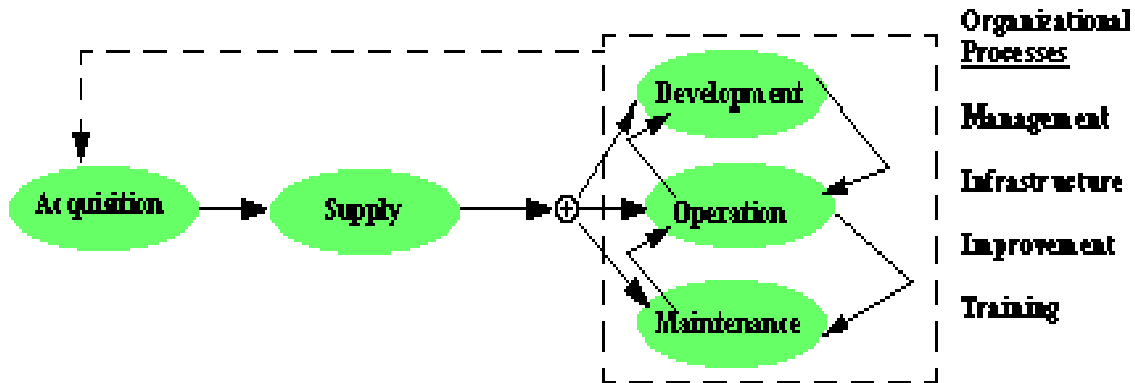 Organizational
Processes
Development
Management
Acquisition
Supply
Operation
Infrastructure
Improvement
Maintenance
Training